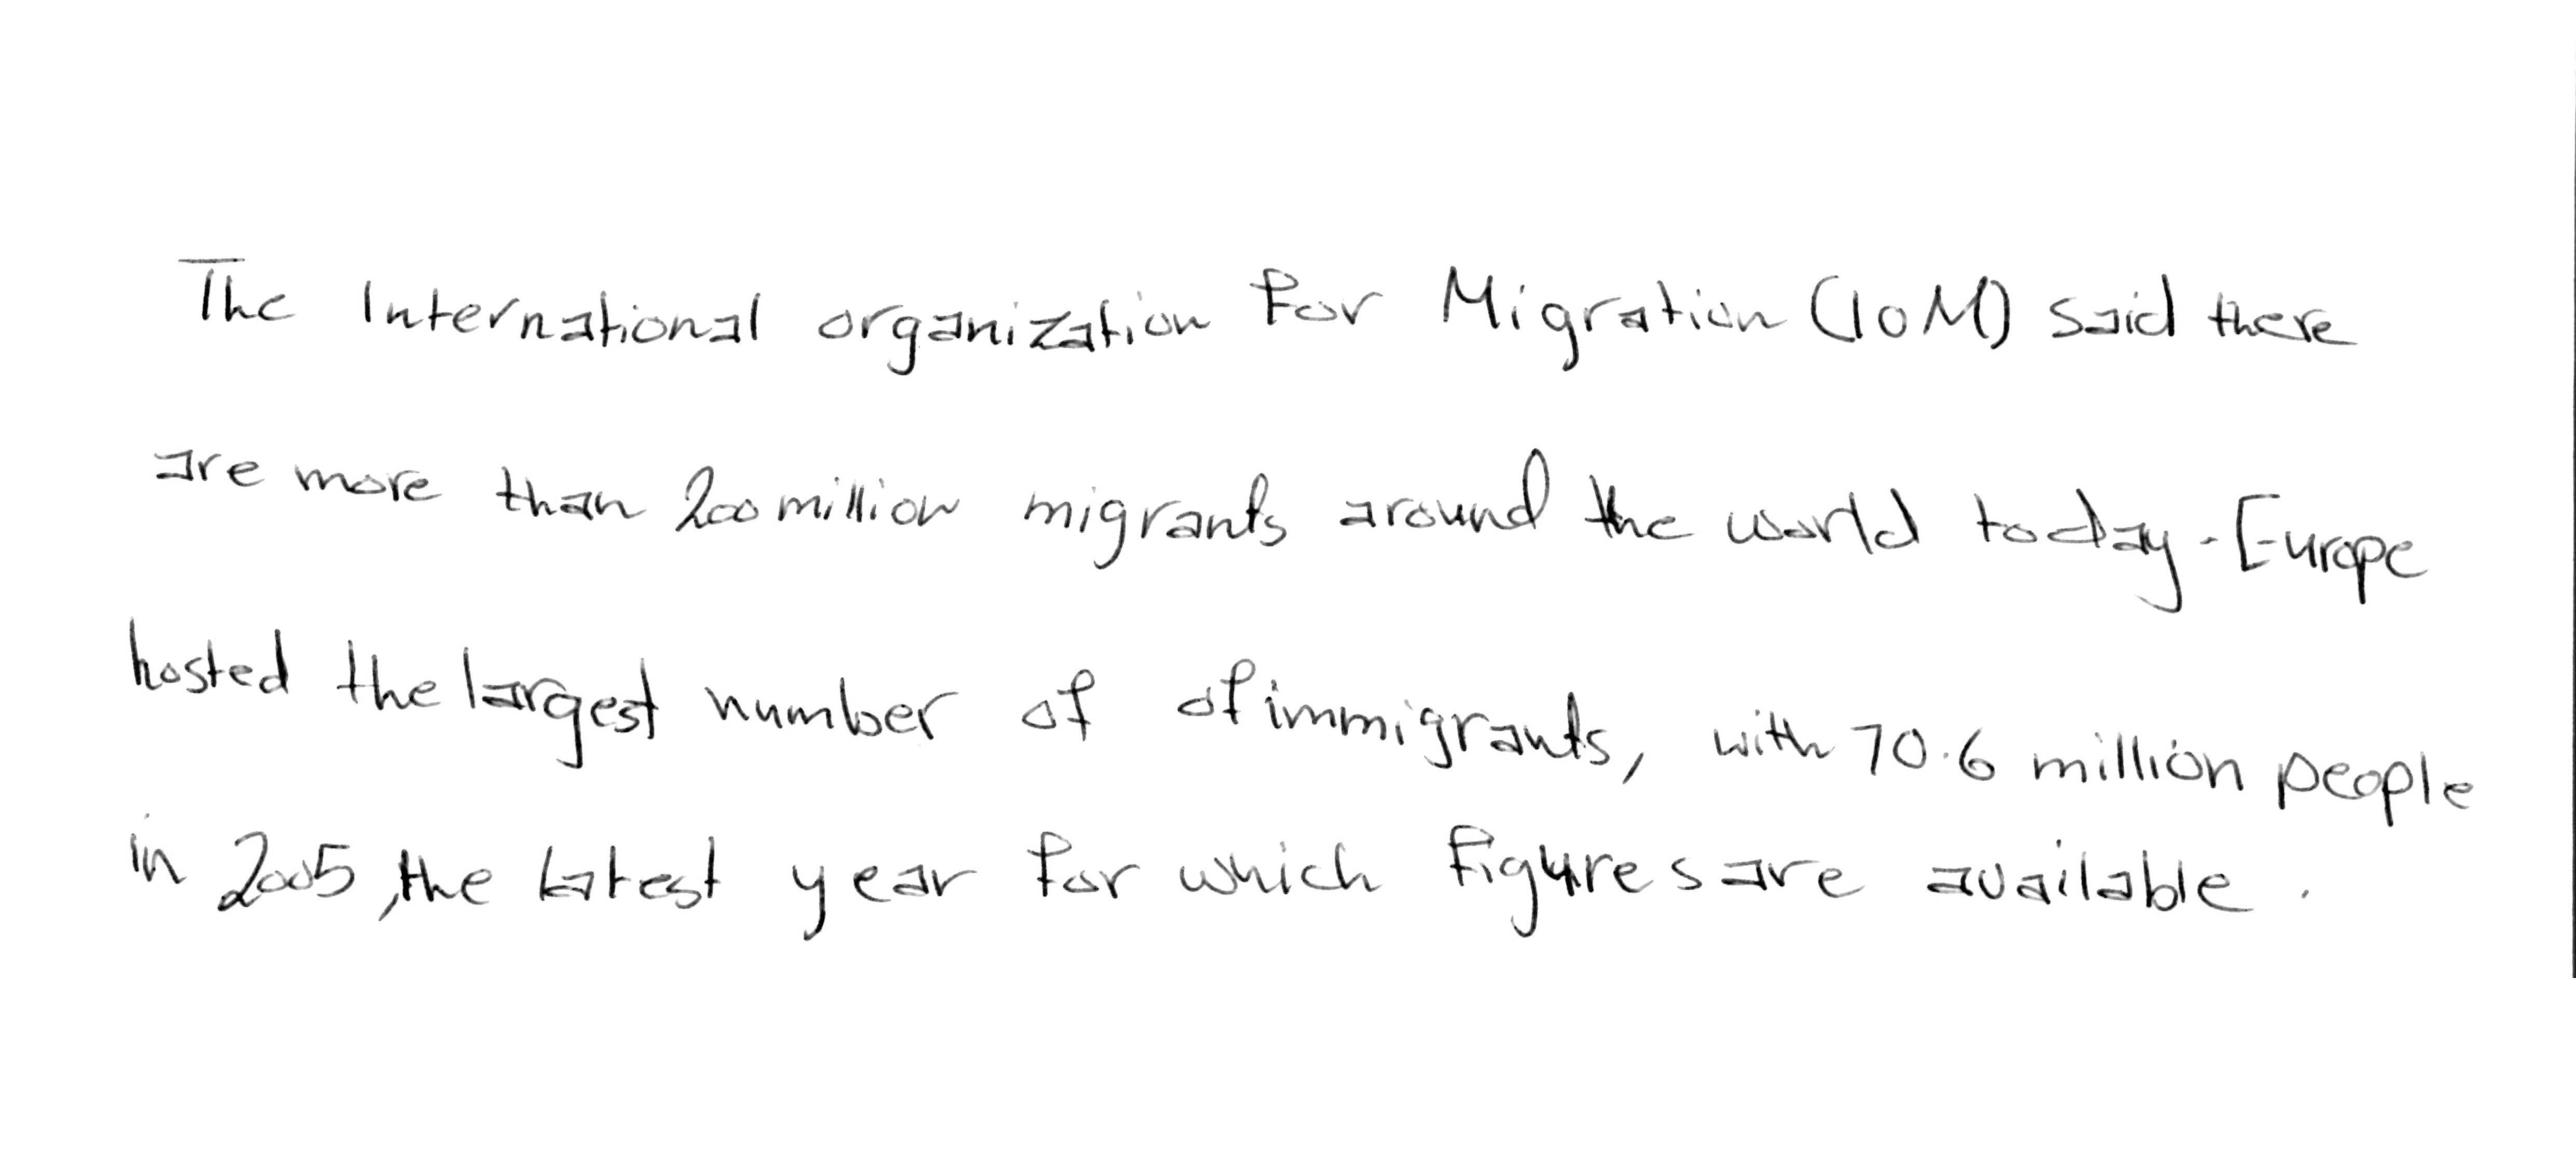 The International organization for Migration (IOM) said there
are more than 200 million migrants around the world today. Europe
hosted the largest number of of immigrants, with 70.6 million people
in 2005, the latest year for which figures are available.